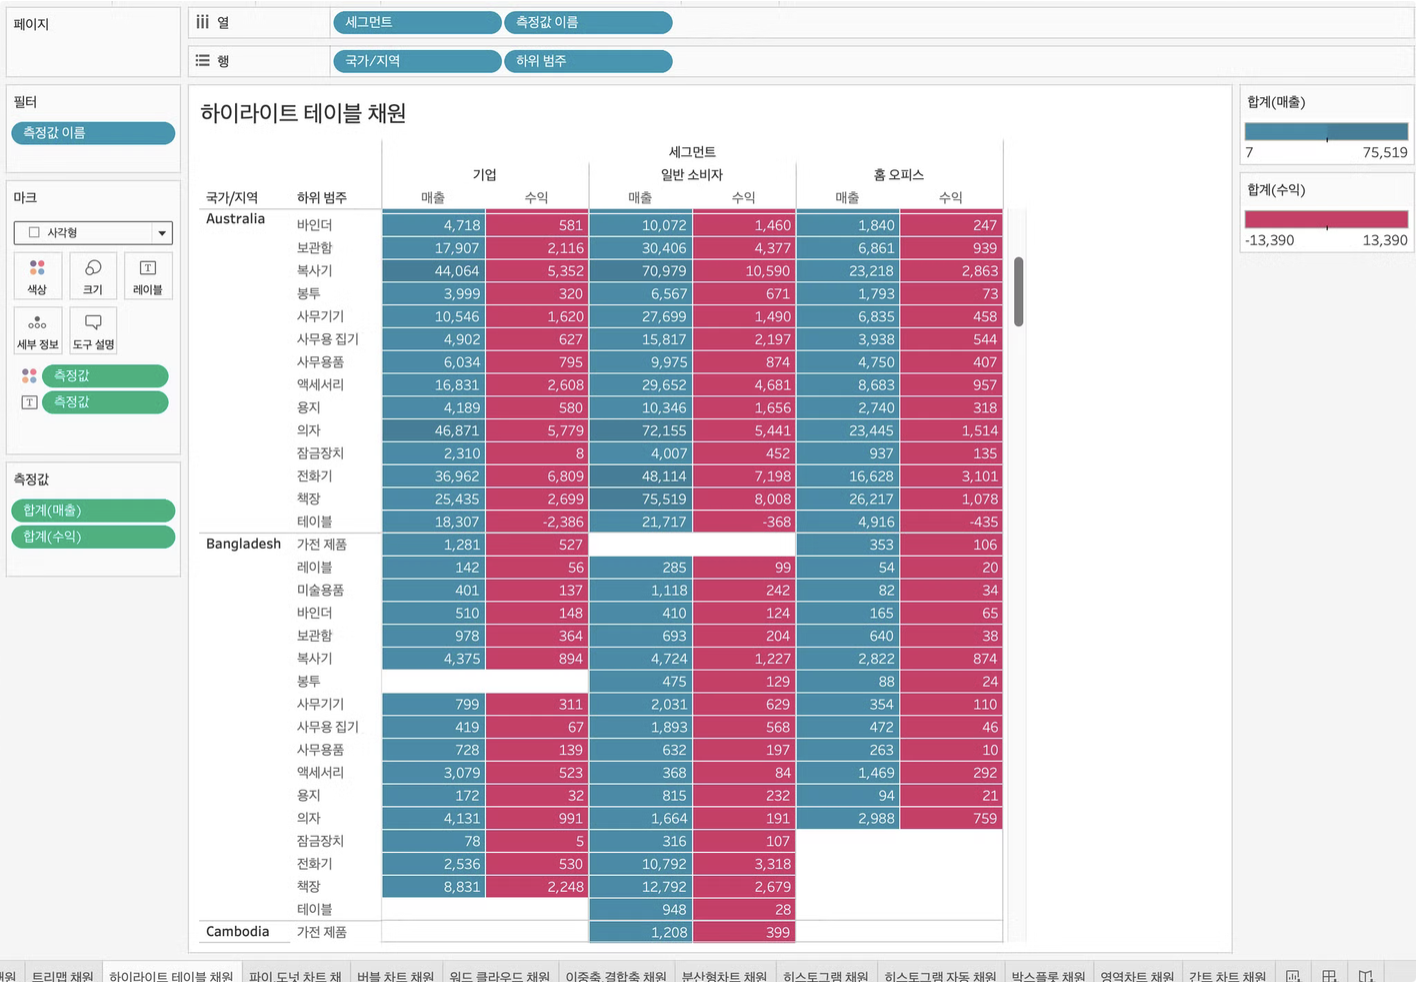 페이지
iii 열
세그먼트
측정값 이름
행
국가/지역
하위 범주
필터
측정값 이름
마크
사각형
색상
크기
T
레이블
세부 정보
도구 설명
측정값
T
측정값
측정값
합계(매출)
합계(수익)
하이라이트 테이블 채원
세그먼트
기업 일반 소비자 홈 오피스
국가/지역 하위 범주 매출 수익 매출 수익 매출 수익
Australia 바인더 4,718 581 10,072 1,460 1,840 247
보관함 17,907 2,116 30,406 4,377 6,861 939
복사기 44,064 5,352 70,979 10,590 23,218 2,863
봉투 3,999 320 6,567 671 1,793 73
사무기기 10,546 1,620 27,699 1,490 6,835 458
사무용 집기 4,902 627 15,817 2,197 3,938 544
사무용품 6,034 795 9,975 874 4,750 407
액세서리 16,831 2,608 29,652 4,681 8,683 957
용지 4,189 580 10,346 1,656 2,740 318
의자 46,871 5,779 72,155 5,441 23,445 1,514
잠금장치 2,310 8 4,007 452 937 135
전화기 36,962 6,809 48,114 7,198 16,628 3,101
책장 25,435 2,699 75,519 8,008 26,217 1,078
테이블 18,307 -2,386 21,717 -368 4,916 -435
Bangladesh 가전 제품 1,281 527 353 106
레이블 142 56 285 99 54 20
미술용품 401 137 1,118 242 82 34
바인더 510 148 410 124 165 65
보관함 978 364 693 204 640 38
복사기 4,375 894 4,724 1,227 2,822 874
봉투 475 129 88 24
사무기기 799 311 2,031 629 354 110
사무용 집기 419 67 1,893 568 472 46
사무용품 728 139 632 197 263 10
액세서리 3,079 523 368 84 1,469 292
용지 172 32 815 232 94 21
의자 4,131 991 1,664 191 2,988 759
잠금장치 78 5 316 107
전화기 2,536 530 10,792 3,318
책장 8,831 2,248 12,792 2,679
테이블 948 28
Cambodia 가전 제품 1,208 399
합계(매출)
7 75,519
합계(수익)
-13,390 13,390
채원 트리맵 채원 하이라이트 테이블 채원 파이,도넛 차트 채 버블 차트 채원 워드 클라우드 채원 이중축,결합축 채원 분산형차트 채원 히스토그램 채원 히스토그램 자동 채원 박스플롯 채원 영역차트 채원 간트 차트 채원